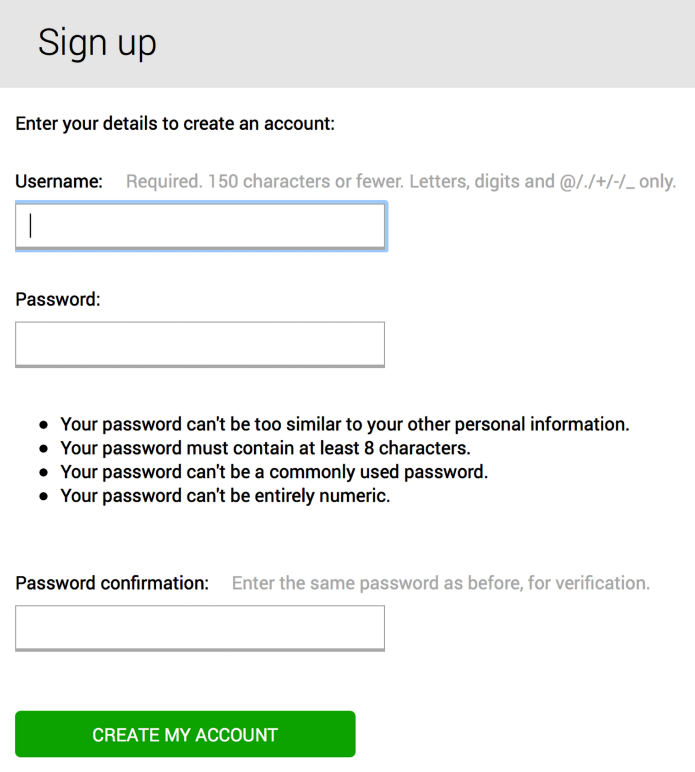 Sign up
Enter your details to create an account:
Username: Required. 150 characters or fewer. Letters, digits and @/./+/-/_ only.
Password:
● Your password can't be too similar to your other personal information.
● Your password must contain at least 8 characters.
● Your password can't be a commonly used password.
● Your password can't be entirely numeric.
Password confirmation: Enter the same password as before, for verification.
CREATE MY ACCOUNT